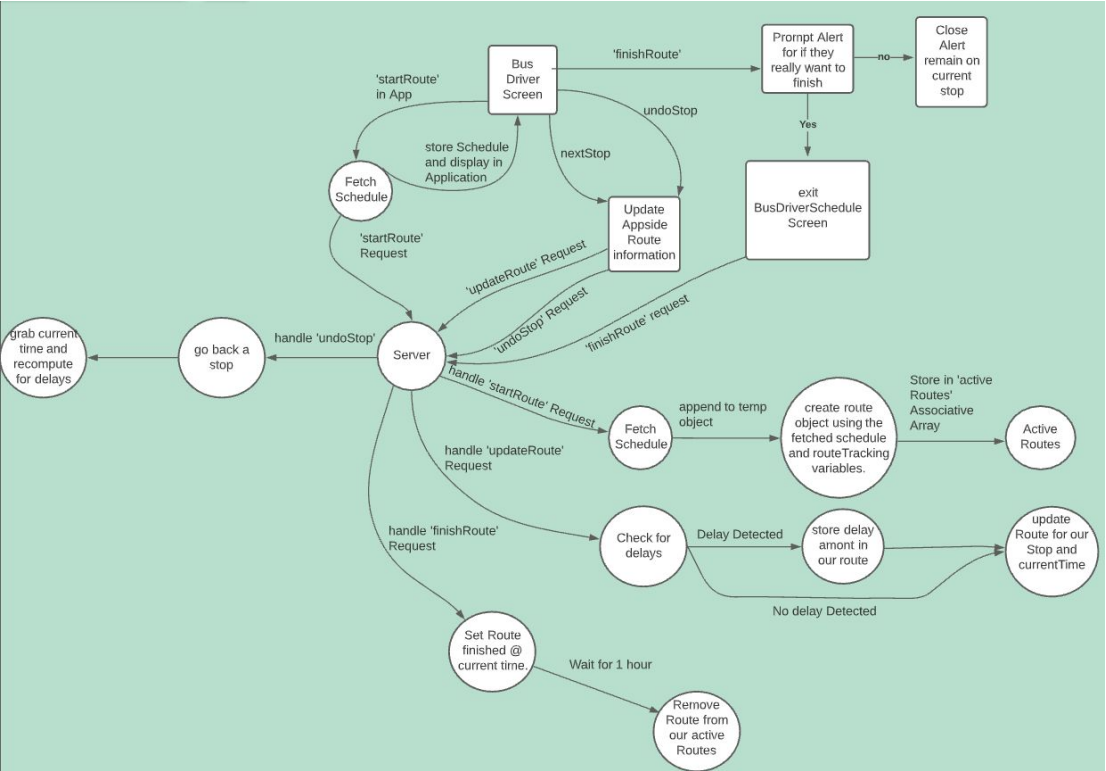 Bus
Driver
Screen
'finishRoute'
Prompt Alert
for if they
really want to
finish
no
Close
Alert
remain on
current
stop
'startRoute'
in App
undoStop
store Schedule
and display in
Application
nextStop
Yes
Fetch
Schedule
Update
Appside
Route
information
exit
BusDriverSchedule
Screen
'startRoute'
Request
'updateRoute' Request
'undoStop' Request
'finishRoute' request
grab current
time and
recompute
for delays
go back a
stop
handle 'undoStop'
Server
handle 'startRoute' Request
Fetch
Schedule
append to temp
object
create route
object using the
fetched schedule
and routeTracking
variables.
Store in 'active
Routes'
Associative
Array
Active
Routes
handle 'updateRoute'
Request
handle 'finishRoute'
Request
Check for
delays
Delay Detected
store delay
amont in
our route
update
Route for our
Stop and
currentTime
No delay Detected
Set Route
finished @
current time.
Wait for 1 hour
Remove
Route from
our active
Routes